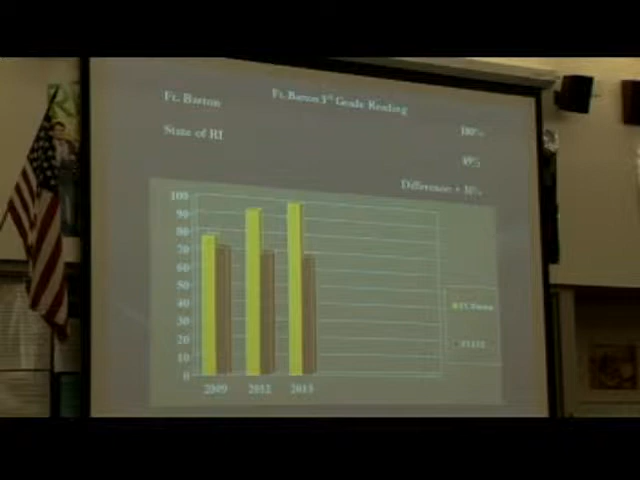 Ft. Barton 3rd Grade Reading
Ft. Barton
100%
State of RI
Difference: +
100
90
80
70
60
50
40
30
20
10
0
2009 2012 2013